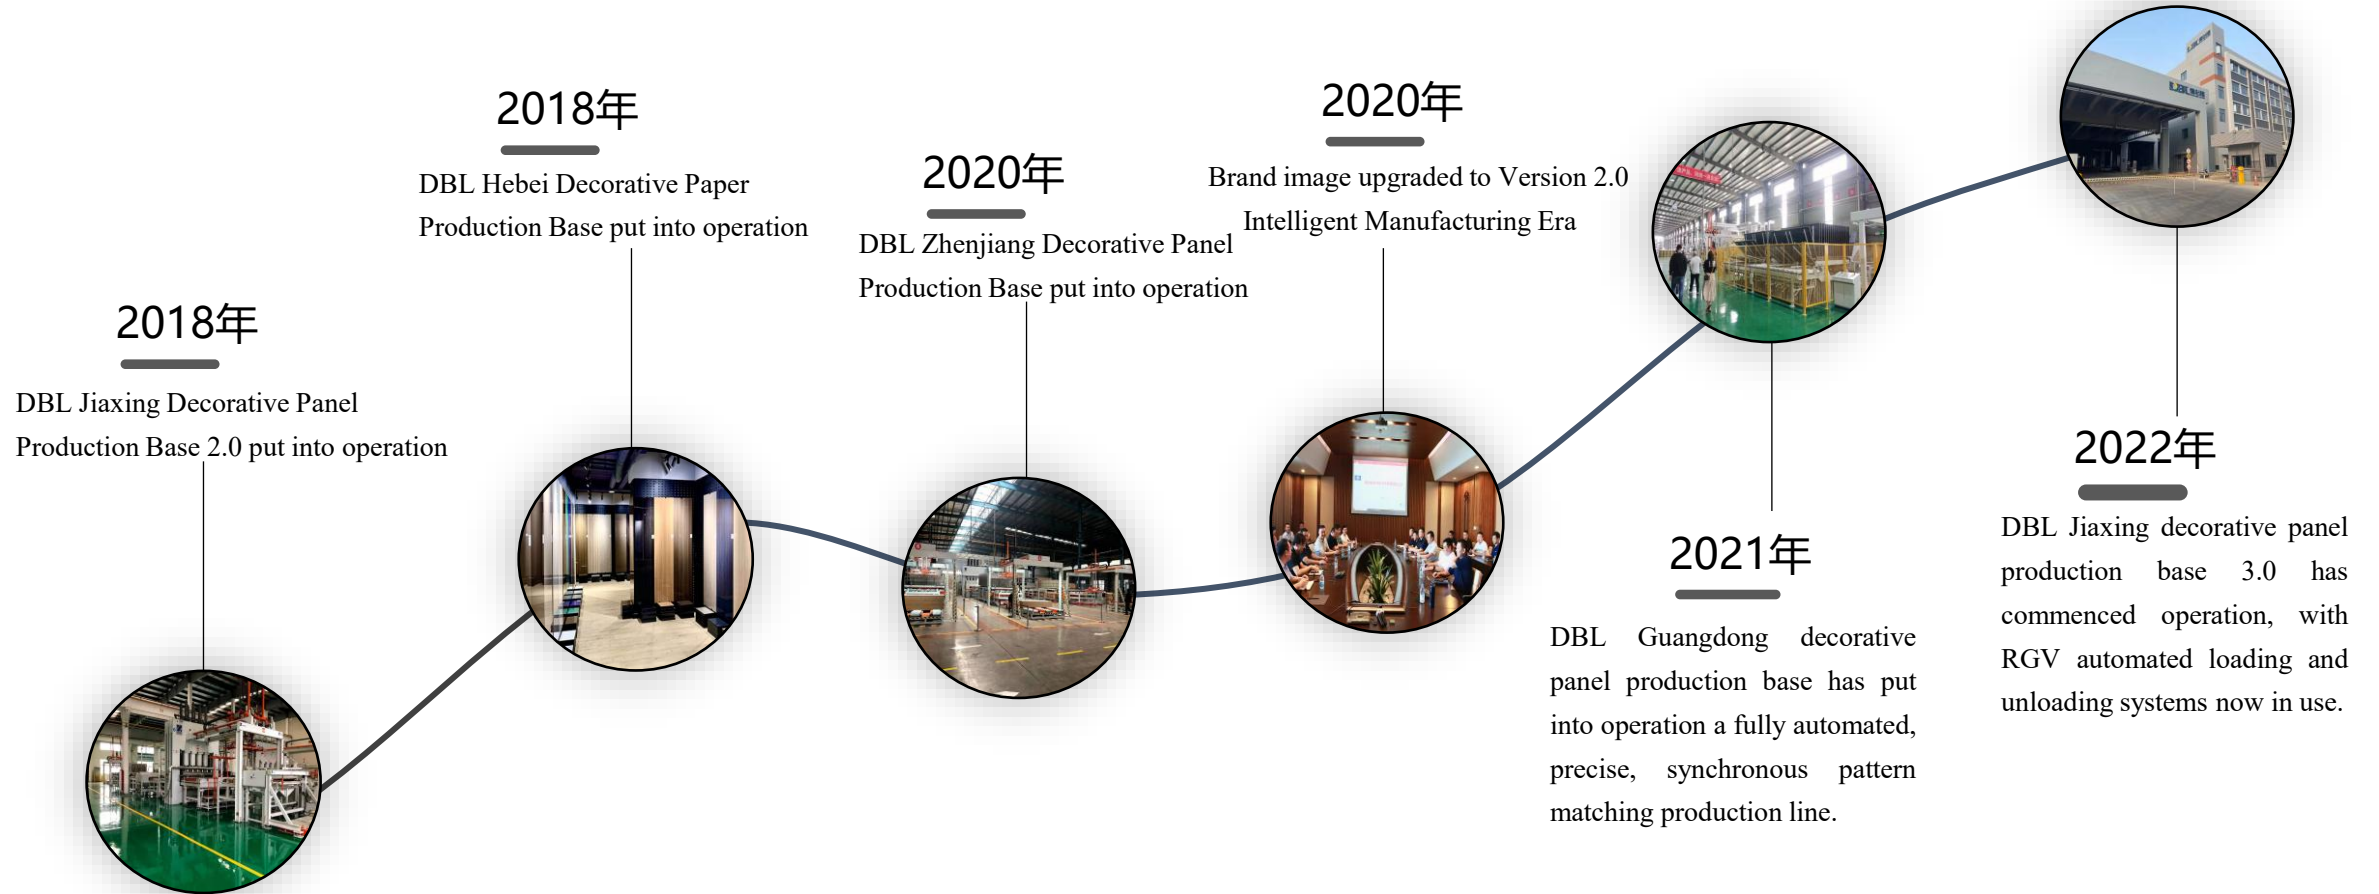 2018年
DBL Jiaxing Decorative Panel
Production Base 2.0 put into operation
2018年
DBL Hebei Decorative Paper
Production Base put into operation
2020年
DBL Zhenjiang Decorative Panel
Production Base put into operation
2020年
Brand image upgraded to Version 2.0
Intelligent Manufacturing Era
2021年
DBL Guangdong decorative
panel production base has put
into operation a fully automated,
precise, synchronous pattern
matching production line.
2022年
DBL Jiaxing decorative panel
production base 3.0 has
commenced operation, with
RGV automated loading and
unloading systems now in use.